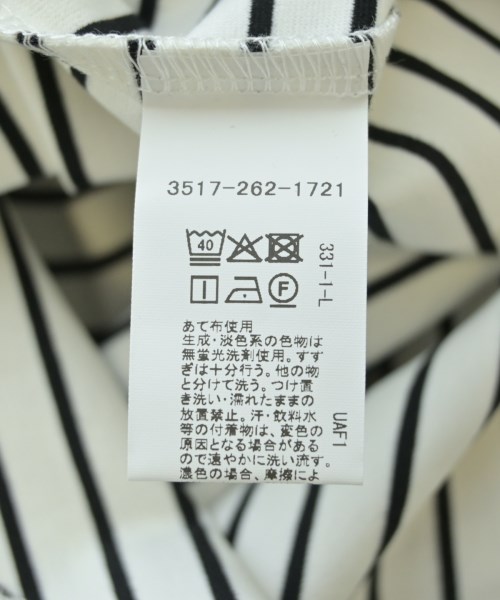 3517-262-1721
40
F
331-1-L
あて布使用
生成・淡色系の色物は
無蛍光洗剤使用。すす
ぎは十分行う。他の物
と分けて洗う。つけ置
き洗い・濡れたままの
放置禁止。汗・飲料水
等の付着物は、変色の
原因となる場合がある
ので速やかに洗い流す。
濃色の場合、摩擦によ
UAF1